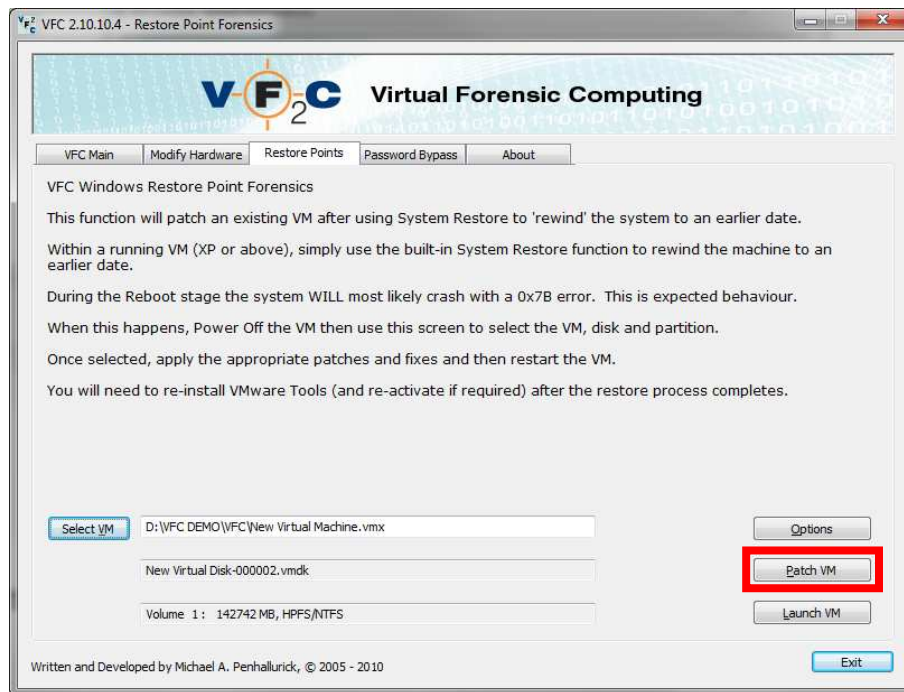 VFC 2.10.10.4 - Restore Point Forensics
V-F2C Virtual Forensic Computing
VFC Main Modify Hardware Restore Points Password Bypass About
VFC Windows Restore Point Forensics
This function will patch an existing VM after using System Restore to 'rewind' the system to an earlier date.
Within a running VM (XP or above), simply use the built-in System Restore function to rewind the machine to an
earlier date.
During the Reboot stage the system WILL most likely crash with a 0x7B error. This is expected behaviour.
When this happens, Power Off the VM then use this screen to select the VM, disk and partition.
Once selected, apply the appropriate patches and fixes and then restart the VM.
You will need to re-install VMware Tools (and re-activate if required) after the restore process completes.
Select VM D:\VFC DEMO\VFC\New Virtual Machine.vmx Options
New Virtual Disk-000002.vmdk Patch VM
Volume 1: 142742 MB, HPFS/NTFS Launch VM
Written and Developed by Michael A. Penhallurick, © 2005 - 2010 Exit